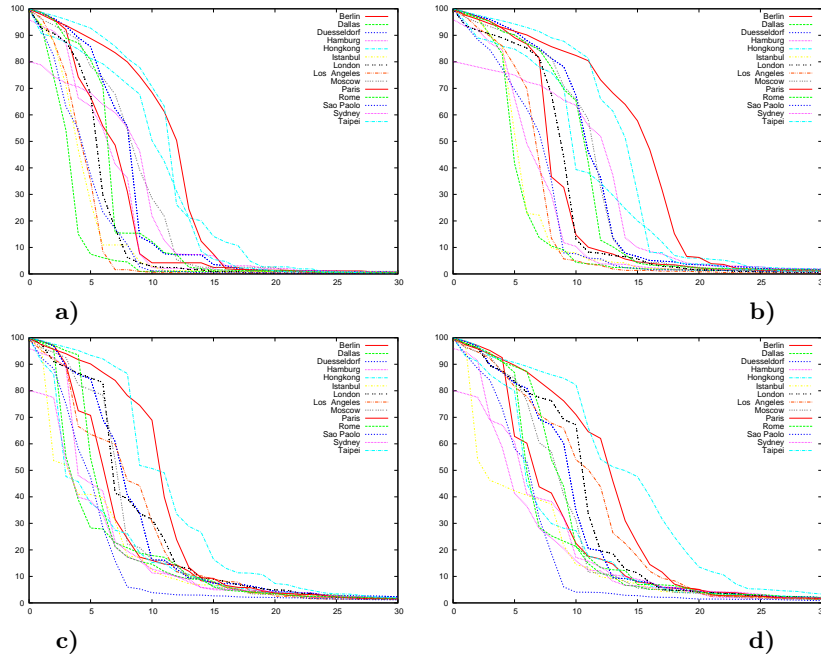 100
90
80
70
60
50
40
30
20
10
0
0 5 10 15 20 25 30
Berlin
Dallas
Duesseldorf
Hamburg
Hongkong
Istanbul
London
Los Angeles
Moscow
Paris
Rome
Sao Paolo
Sydney
Taipei
a)
100
90
80
70
60
50
40
30
20
10
0
0 5 10 15 20 25 30
Berlin
Dallas
Duesseldorf
Hamburg
Hongkong
Istanbul
London
Los Angeles
Moscow
Paris
Rome
Sao Paolo
Sydney
Taipei
b)
100
90
80
70
60
50
40
30
20
10
0
0 5 10 15 20 25 30
Berlin
Dallas
Duesseldorf
Hamburg
Hongkong
Istanbul
London
Los Angeles
Moscow
Paris
Rome
Sao Paolo
Sydney
Taipei
c)
100
90
80
70
60
50
40
30
20
10
0
0 5 10 15 20 25 30
Berlin
Dallas
Duesseldorf
Hamburg
Hongkong
Istanbul
London
Los Angeles
Moscow
Paris
Rome
Sao Paolo
Sydney
Taipei
d)